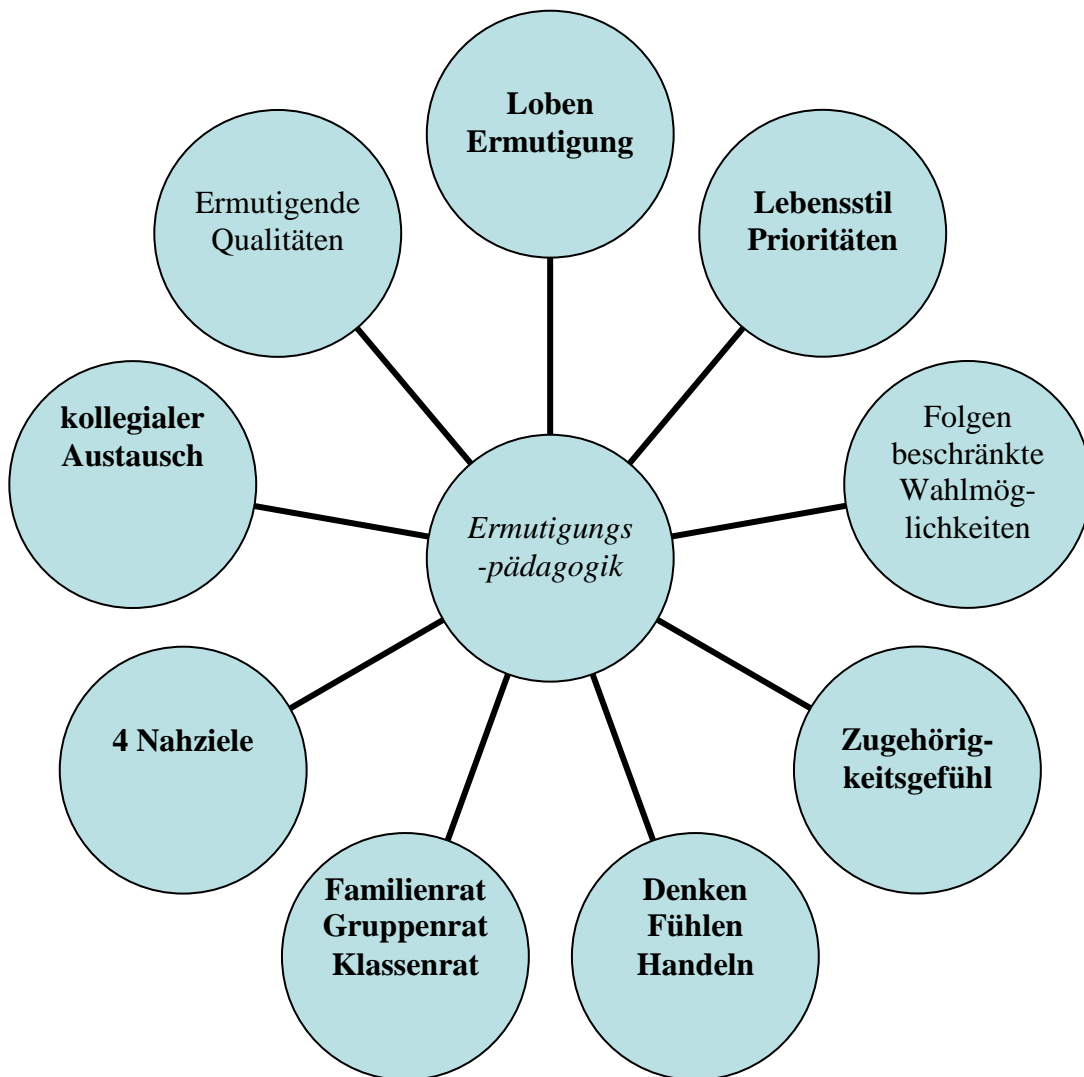 Loben
Ermutigung
Lebensstil
Prioritäten
Folgen
beschränkte
Wahlmög-
lichkeiten
Zugehörig-
keitsgefühl
Denken
Fühlen
Handeln
Familienrat
Gruppenrat
Klassenrat
4 Nahziele
kollegialer
Austausch
Ermutigende
Qualitäten
Ermutigungs
-pädagogik